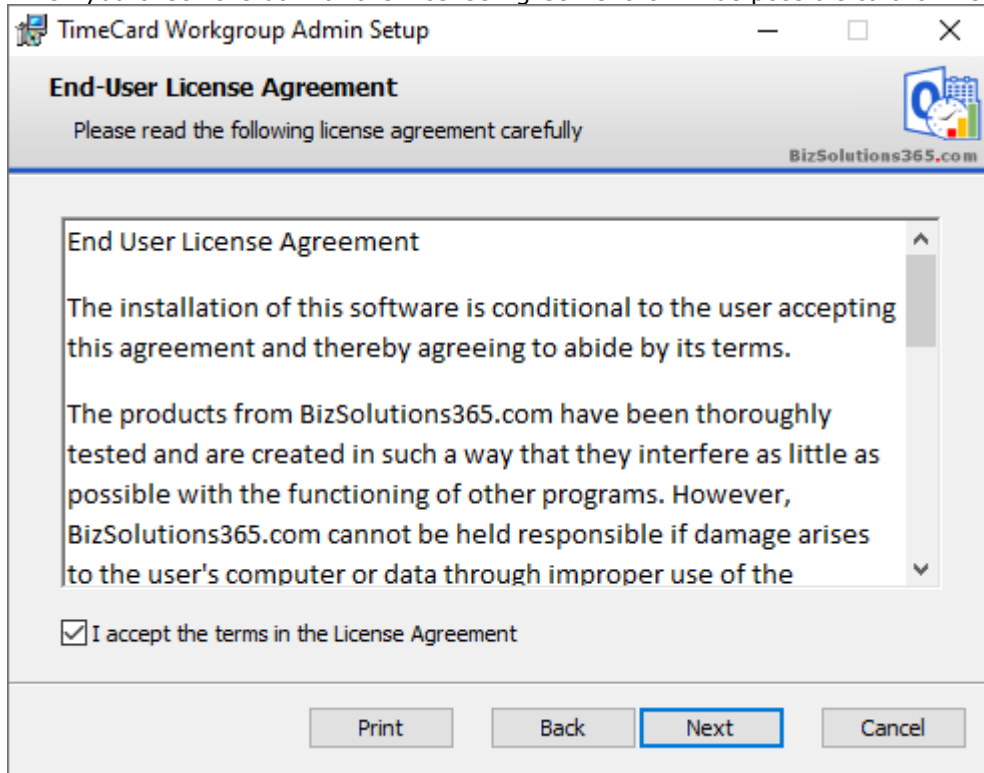 TimeCard Workgroup Admin Setup
End-User License Agreement
Please read the following license agreement carefully
BizSolutions365.com
End User License Agreement
The installation of this software is conditional to the user accepting
this agreement and thereby agreeing to abide by its terms.
The products from BizSolutions365.com have been thoroughly
tested and are created in such a way that they interfere as little as
possible with the functioning of other programs. However,
BizSolutions365.com cannot be held responsible if damage arises
to the user's computer or data through improper use of the
I accept the terms in the License Agreement
Print Back Next Cancel